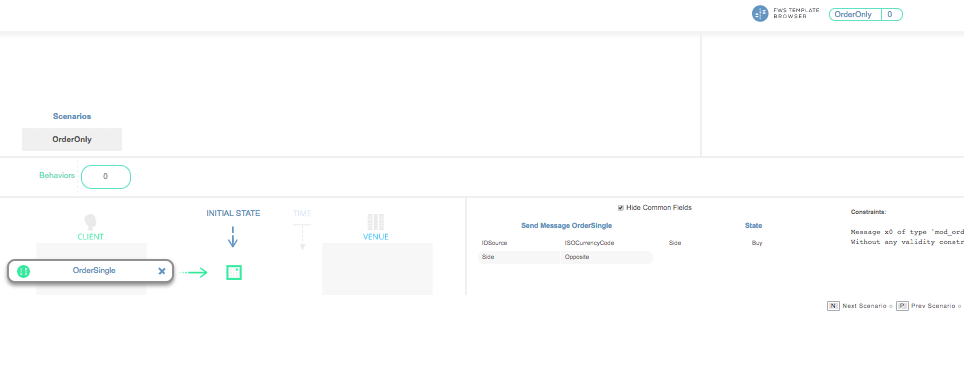 FWS TEMPLATE
BROWSER
OrderOnly 0
Scenarios
OrderOnly
Behaviors 0
INITIAL STATE
TIME
CLIENT
VENUE
OrderSingle
Hide Common Fields
Send Message OrderSingle State
IDSource ISOCurrencyCode Side Buy
Side Opposite
Constraints:
Message x0 of type 'mod_ord
Without any validity constr
N Next Scenario P Prev Scenario